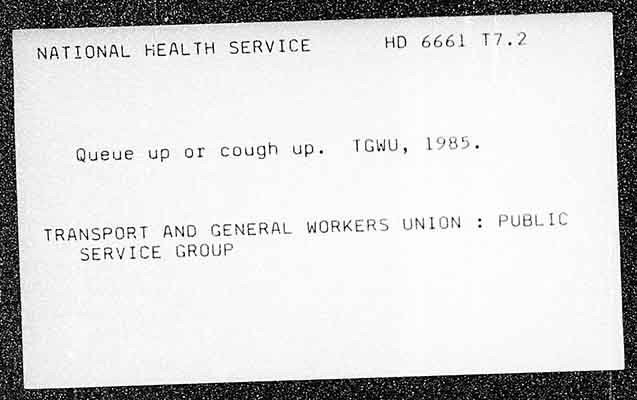 NATIONAL HEALTH SERVICE HD 6661 T7.2
Queue up or cough up. TGWU, 1985.
TRANSPORT AND GENERAL WORKERS UNION : PUBLIC
SERVICE GROUP